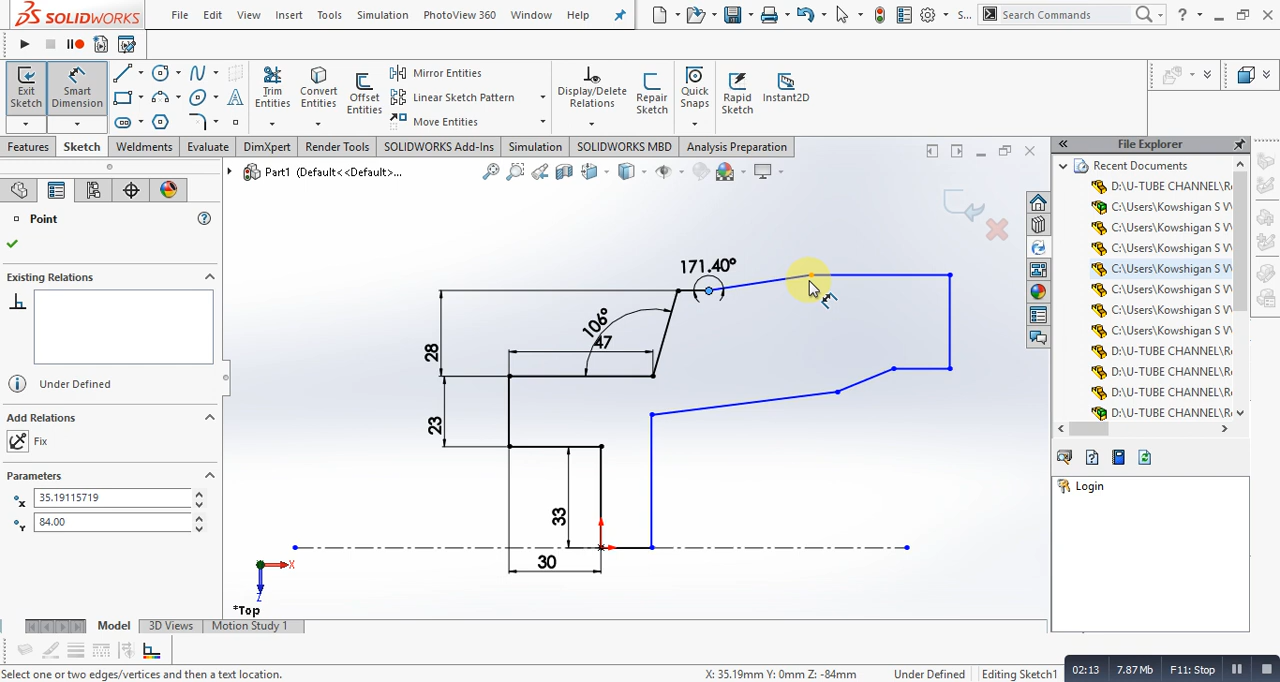 SOLIDWORKS
File Edit View Insert Tools Simulation PhotoView 360 Window Help
S... Search Commands
Exit Sketch
Smart Dimension
Trim Entities
Convert Entities
Offset Entities
Mirror Entities
Linear Sketch Pattern
Move Entities
Display/Delete Relations
Repair Sketch
Quick Snaps
Rapid Sketch
Instant2D
Features Sketch Weldments Evaluate DimXpert Render Tools SOLIDWORKS Add-Ins Simulation SOLIDWORKS MBD Analysis Preparation
Part1 (Default<<Default>...
Point
Existing Relations
Under Defined
Add Relations
Fix
Parameters
X 35.19115719
Y 84.00
171.40°
106°
47
28
23
33
30
X
Z
*Top
File Explorer
Recent Documents
D:\U-TUBE CHANNEL\R
C:\Users\Kowshigan S V
C:\Users\Kowshigan S V
C:\Users\Kowshigan S V
C:\Users\Kowshigan S V
C:\Users\Kowshigan S V
C:\Users\Kowshigan S V
C:\Users\Kowshigan S V
D:\U-TUBE CHANNEL\R
D:\U-TUBE CHANNEL\R
D:\U-TUBE CHANNEL\R
D:\U-TUBE CHANNEL\R
Login
Model 3D Views Motion Study 1
Select one or two edges/vertices and then a text location.
X: 35.19mm Y: 0mm Z: -84mm Under Defined Editing Sketch1
02:13 7.87 Mb F11: Stop